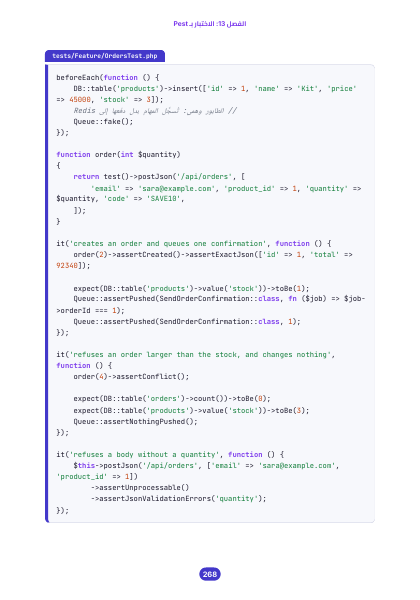 الفصل 13: الاختبار بـ Pest
tests/Feature/OrdersTest.php
beforeEach(function () {
    DB::table('products')->insert(['id' => 1, 'name' => 'Kit', 'price'
=> 45000, 'stock' => 3]);
    // الطابور وهمي: تُسجَّل المهام بدل دفعها إلى Redis
    Queue::fake();
});

function order(int $quantity)
{
    return test()->postJson('/api/orders', [
        'email' => 'sara@example.com', 'product_id' => 1, 'quantity' =>
$quantity, 'code' => 'SAVE10',
    ]);
}

it('creates an order and queues one confirmation', function () {
    order(2)->assertCreated()->assertExactJson(['id' => 1, 'total' =>
92340]);

    expect(DB::table('products')->value('stock'))->toBe(1);
    Queue::assertPushed(SendOrderConfirmation::class, fn ($job) => $job-
>orderId === 1);
    Queue::assertPushed(SendOrderConfirmation::class, 1);
});

it('refuses an order larger than the stock, and changes nothing',
function () {
    order(4)->assertConflict();

    expect(DB::table('orders')->count())->toBe(0);
    expect(DB::table('products')->value('stock'))->toBe(3);
    Queue::assertNothingPushed();
});

it('refuses a body without a quantity', function () {
    $this->postJson('/api/orders', ['email' => 'sara@example.com',
'product_id' => 1])
        ->assertUnprocessable()
        ->assertJsonValidationErrors('quantity');
});
268